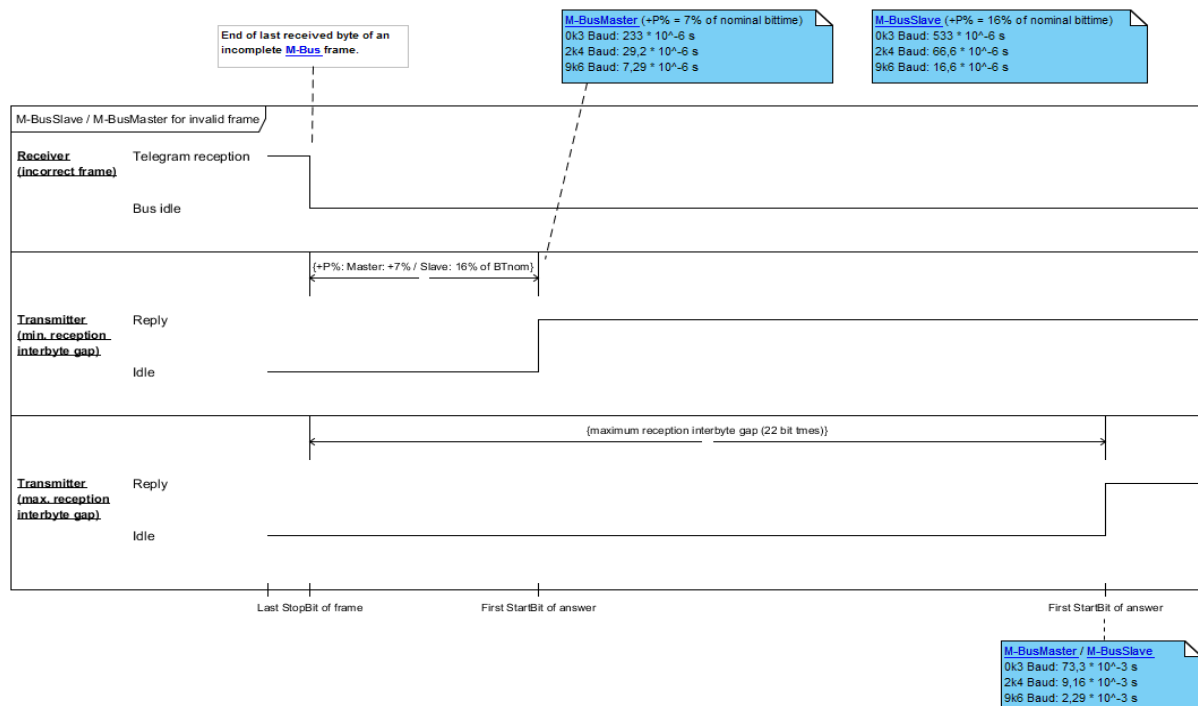 End of last received byte of an
incomplete M-Bus frame.
M-BusMaster (+P% = 7% of nominal bittime)
0k3 Baud: 233 * 10^-6 s
2k4 Baud: 29,2 * 10^-6 s
9k6 Baud: 7,29 * 10^-6 s
M-BusSlave (+P% = 16% of nominal bittime)
0k3 Baud: 533 * 10^-6 s
2k4 Baud: 66,6 * 10^-6 s
9k6 Baud: 16,6 * 10^-6 s
M-BusSlave / M-BusMaster for invalid frame
Receiver
(incorrect frame)
Telegram reception
Bus idle
{+P%: Master: +7% / Slave: 16% of BTnom}
Transmitter
(min. reception
interbyte gap)
Reply
Idle
{maximum reception interbyte gap (22 bit tmes)}
Transmitter
(max. reception
interbyte gap)
Reply
Idle
Last StopBit of frame
First StartBit of answer
First StartBit of answer
M-BusMaster / M-BusSlave
0k3 Baud: 73,3 * 10^-3 s
2k4 Baud: 9,16 * 10^-3 s
9k6 Baud: 2,29 * 10^-3 s